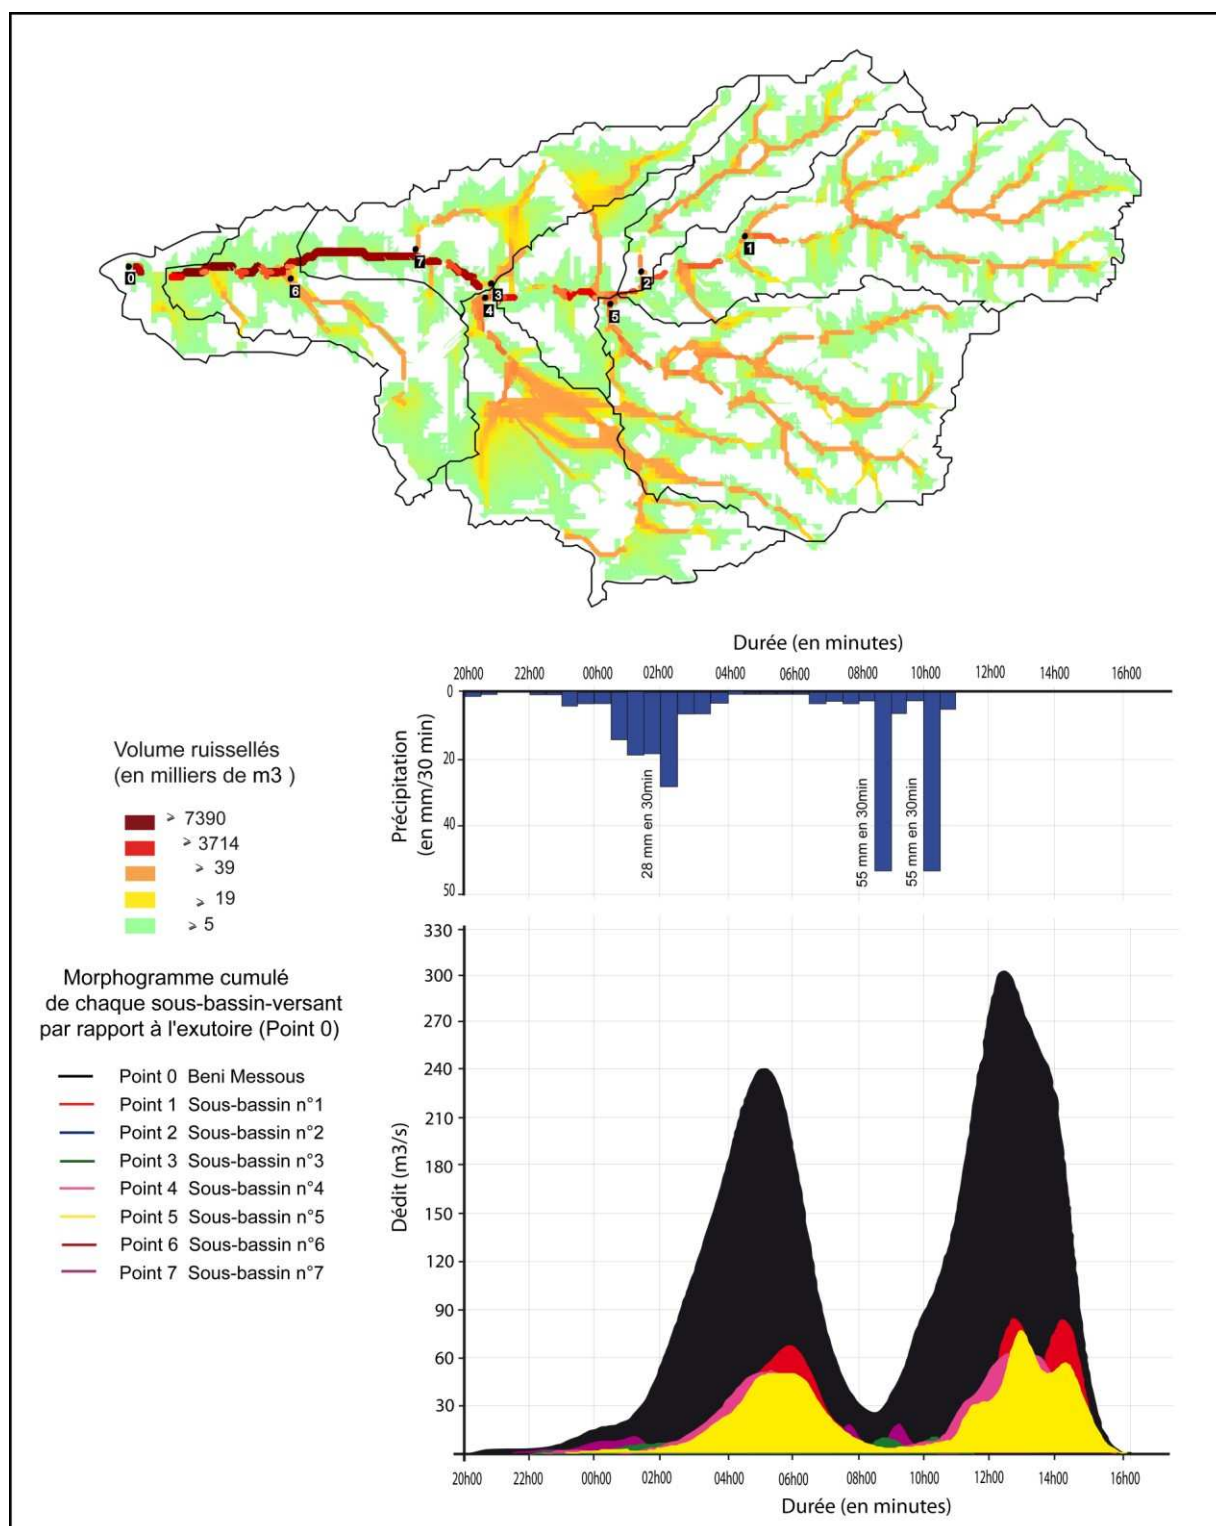 1
2
7
0
6
3
4
5
Durée (en minutes)
20h00 22h00 00h00 02h00 04h00 06h00 08h00 10h00 12h00 14h00 16h00
0
20
40
50
Précipitation
(en mm/30 min)
28 mm en 30min
55 mm en 30min
55 mm en 30min
Volume ruissellés
(en milliers de m3 )
⩾ 7390
⩾ 3714
⩾ 39
⩾ 19
⩾ 5
Morphogramme cumulé
de chaque sous-bassin-versant
par rapport à l'exutoire (Point 0)
Point 0 Beni Messous
Point 1 Sous-bassin n°1
Point 2 Sous-bassin n°2
Point 3 Sous-bassin n°3
Point 4 Sous-bassin n°4
Point 5 Sous-bassin n°5
Point 6 Sous-bassin n°6
Point 7 Sous-bassin n°7
330
300
270
240
210
180
150
120
90
60
30
Dédit (m3/s)
20h00 22h00 00h00 02h00 04h00 06h00 08h00 10h00 12h00 14h00 16h00
Durée (en minutes)